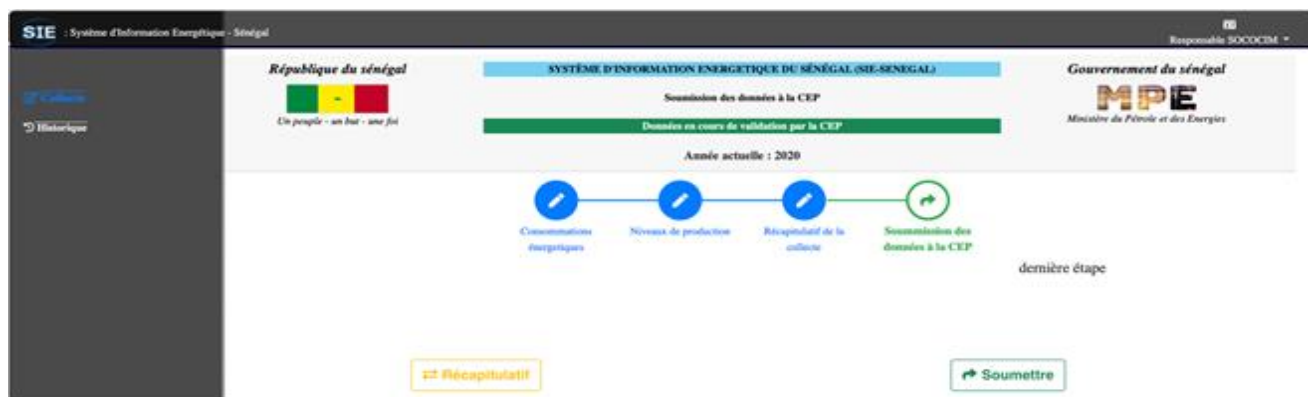 SIE : Système d'Information Energétique - Sénégal
Responsable SOCOCIM
Collecte
Historique
République du sénégal
Un peuple - un but - une foi
SYSTÈME D'INFORMATION ENERGETIQUE DU SÉNÉGAL (SIE-SENEGAL)
Soumission des données à la CEP
Données en cours de validation par la CEP
Année actuelle : 2020
Gouvernement du sénégal
MPE
Ministère du Pétrole et des Energies
Consommations
énergetiques
Niveaux de production
Récapitulatif de la
collecte
Soummission des
données à la CEP
dernière étape
Récapitulatif
Soumettre